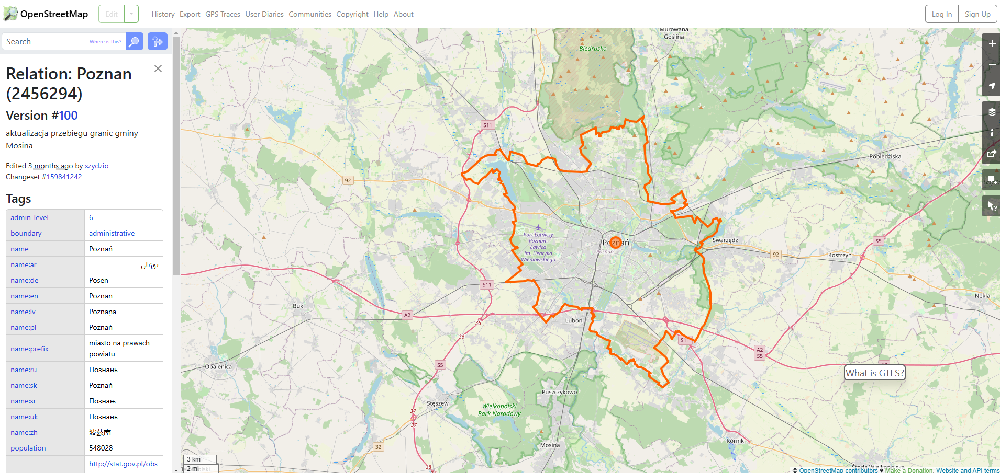 OpenStreetMap
Edit
History Export GPS Traces User Diaries Communities Copyright Help About
Log In Sign Up
Search Where is this?
Relation: Poznan
(2456294)
Version #100
aktualizacja przebiegu granic gminy
Mosina
Edited 3 months ago by szydzio
Changeset #159841242
Tags
admin_level 6
boundary administrative
name Poznań
name:ar بوزنان
name:de Posen
name:en Poznan
name:lv Poznaņa
name:pl Poznań
name:prefix miasto na prawach
powiatu
name:ru Познань
name:sk Poznaň
name:sr Познањ
name:uk Познань
name:zh 波茲南
population 548028
http://stat.gov.pl/obs
Murowana
Goślina
Biedrusko
S11
Pobiedziska
92
Port Lotniczy
Poznań-
Ławica
im. Henryka
Wieniawskiego
Poznań
Poznań
Swarzędz
S5
92
Kostrzyn
S11
Nekla
Buk
A2
35
Luboń
36
S11
A2
S5
S5
Opalenica
A2
What is GTFS?
Puszczykowo
Stęszew
Wielkopolski
Park Narodowy
37
37
Kórnik
32
Mosina
3 km
2 mi
38
38
Środa Wielkopolska
© OpenStreetMap contributors ♥ Make a Donation. Website and API terms